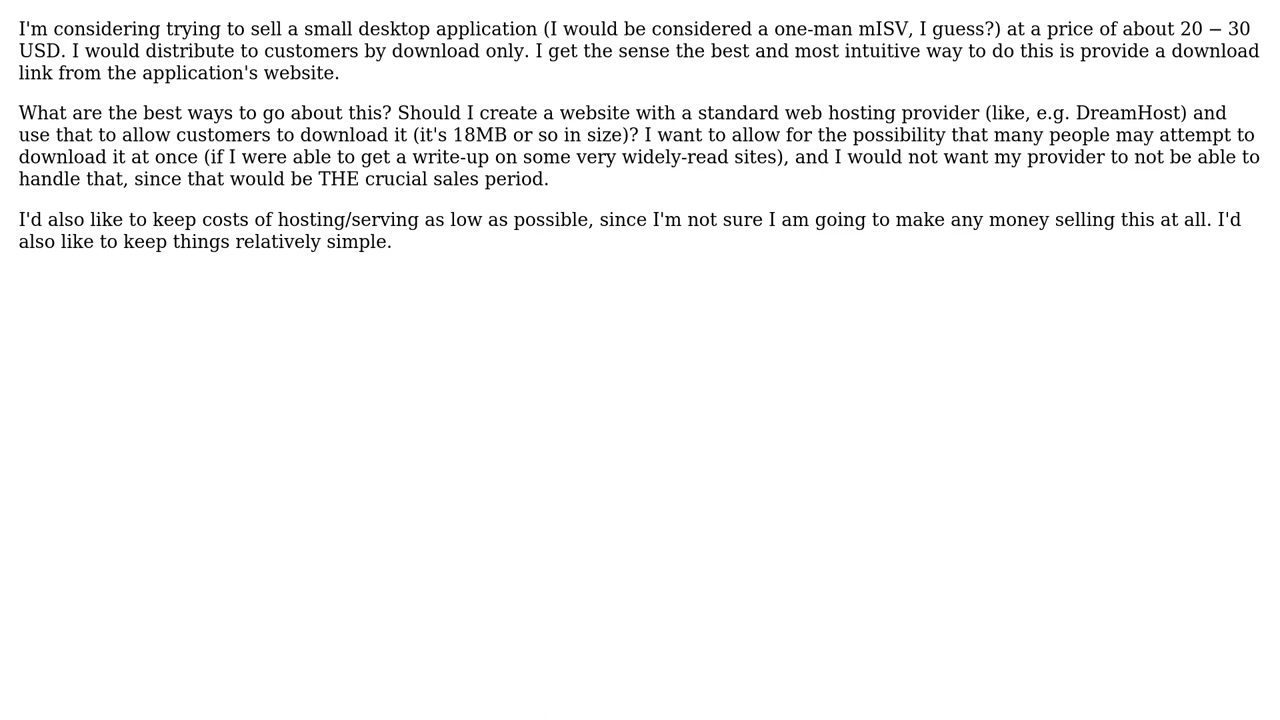 I'm considering trying to sell a small desktop application (I would be considered a one-man mISV, I guess?) at a price of about 20 − 30
USD. I would distribute to customers by download only. I get the sense the best and most intuitive way to do this is provide a download
link from the application's website.
What are the best ways to go about this? Should I create a website with a standard web hosting provider (like, e.g. DreamHost) and
use that to allow customers to download it (it's 18MB or so in size)? I want to allow for the possibility that many people may attempt to
download it at once (if I were able to get a write-up on some very widely-read sites), and I would not want my provider to not be able to
handle that, since that would be THE crucial sales period.
I'd also like to keep costs of hosting/serving as low as possible, since I'm not sure I am going to make any money selling this at all. I'd
also like to keep things relatively simple.